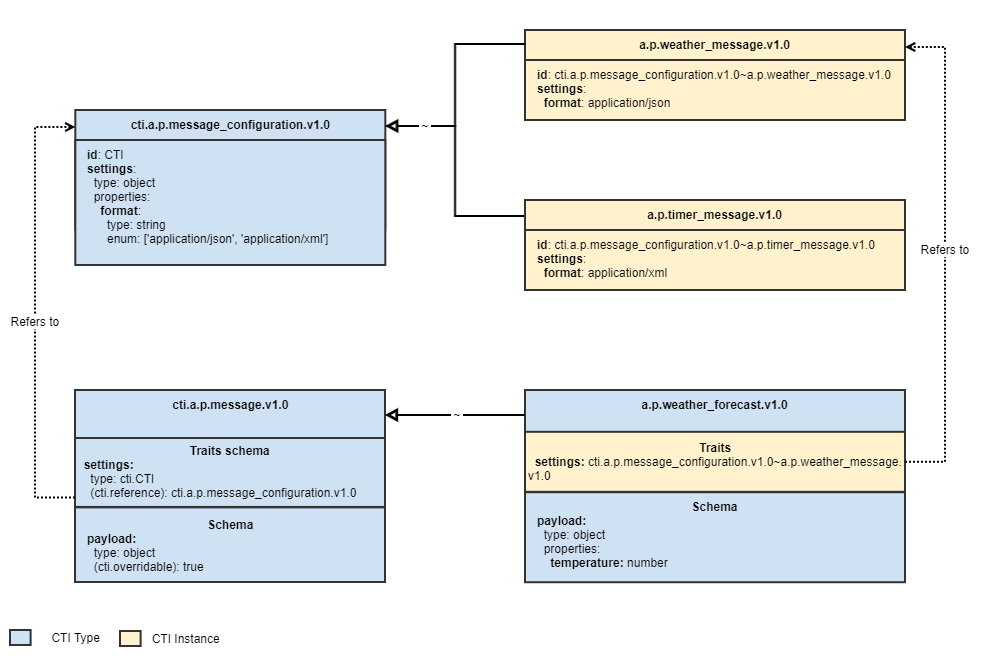 a.p.weather_message.v1.0
id: cti.a.p.message_configuration.v1.0~a.p.weather_message.v1.0
settings:
format: application/json
cti.a.p.message_configuration.v1.0
~
id: CTI
settings:
type: object
properties:
format:
type: string
enum: ['application/json', 'application/xml']
a.p.timer_message.v1.0
id: cti.a.p.message_configuration.v1.0~a.p.timer_message.v1.0
settings:
format: application/xml
Refers to
Refers to
cti.a.p.message.v1.0
~
a.p.weather_forecast.v1.0
Traits schema
settings:
type: cti.CTI
(cti.reference): cti.a.p.message_configuration.v1.0
Traits
settings: cti.a.p.message_configuration.v1.0~a.p.weather_message.
v1.0
Schema
payload:
type: object
(cti.overridable): true
Schema
payload:
type: object
properties:
temperature: number
CTI Type
CTI Instance